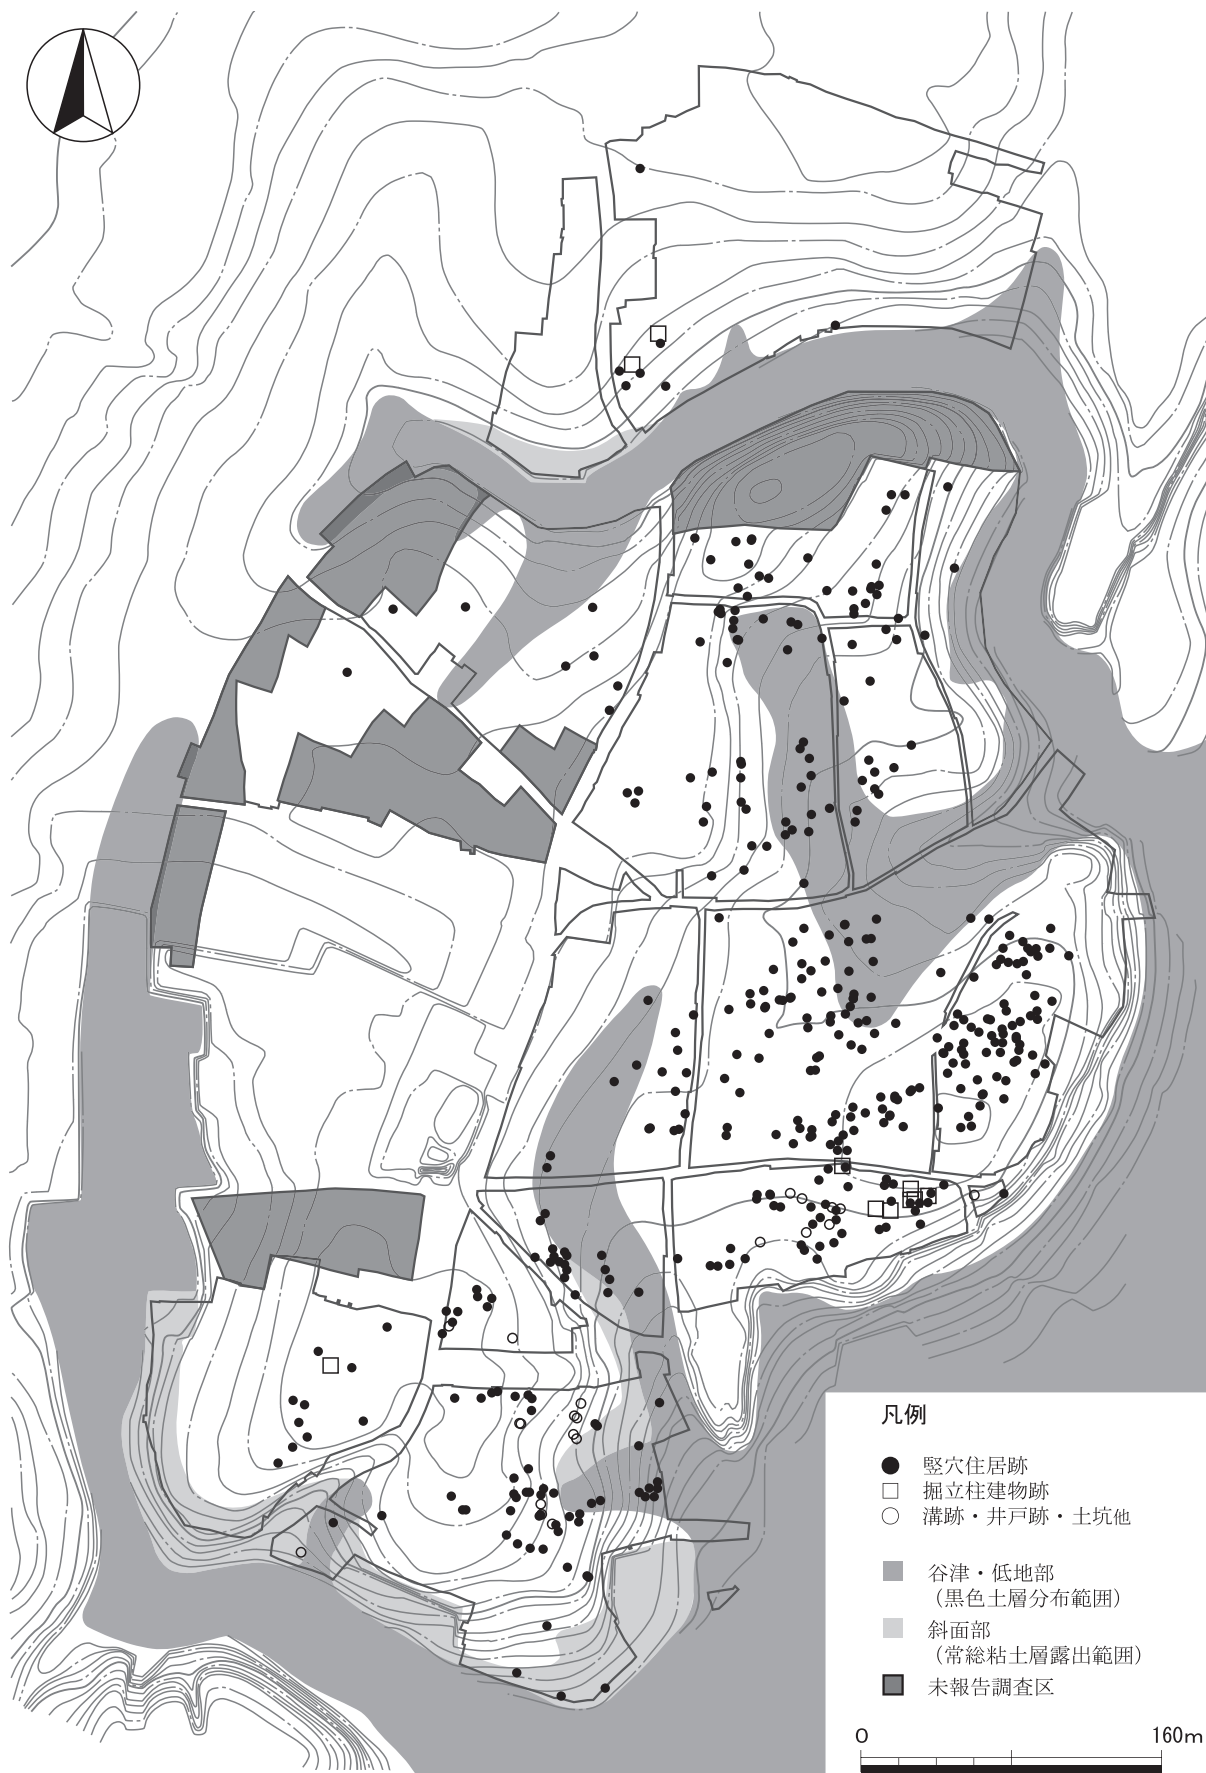 凡例
竪穴住居跡
掘立柱建物跡
溝跡・井戸跡・土坑他
谷津・低地部
（黒色土層分布範囲）
斜面部
（常総粘土層露出範囲）
未報告調査区
0 160m